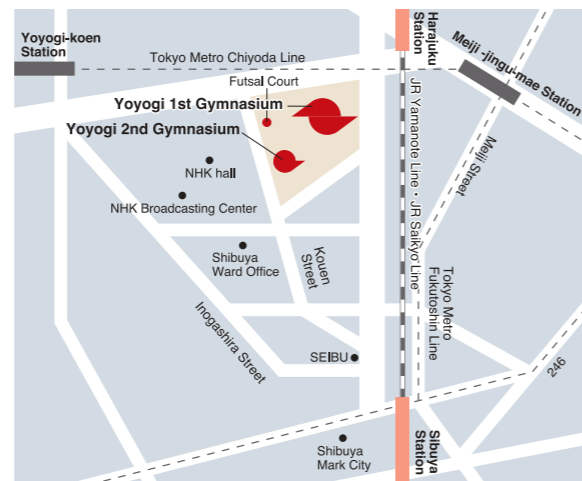 Yoyogi-koen
Station
Tokyo Metro Chiyoda Line
Harajuku
Station
Meiji -jingu-mae Station
Futsal Court
Yoyogi 1st Gymnasium
Yoyogi 2nd Gymnasium
NHK hall
NHK Broadcasting Center
JR Yamanote Line・JR Saikyo Line
Meiji Street
Shibuya
Ward Office
Kouen
Street
Inogashira Street
Tokyo Metro
Fukutoshin Line
SEIBU
246
Shibuya
Mark City
Sibuya
Station